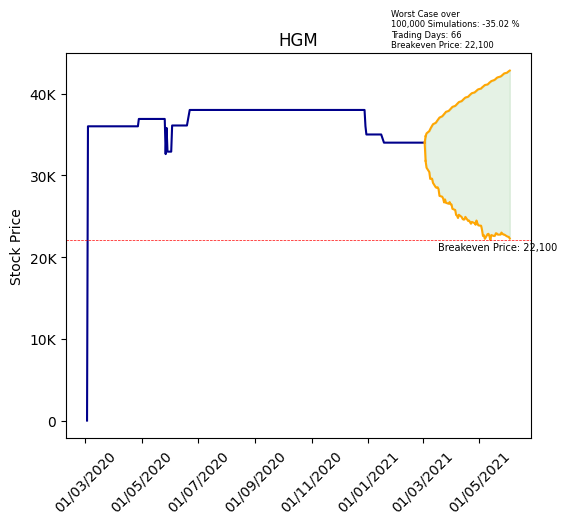 Worst Case over
100,000 Simulations: -35.02 %
Trading Days: 66
Breakeven Price: 22,100
HGM
Stock Price
40K
30K
20K
10K
0
Breakeven Price: 22,100
01/03/2020
01/05/2020
01/07/2020
01/09/2020
01/11/2020
01/01/2021
01/03/2021
01/05/2021